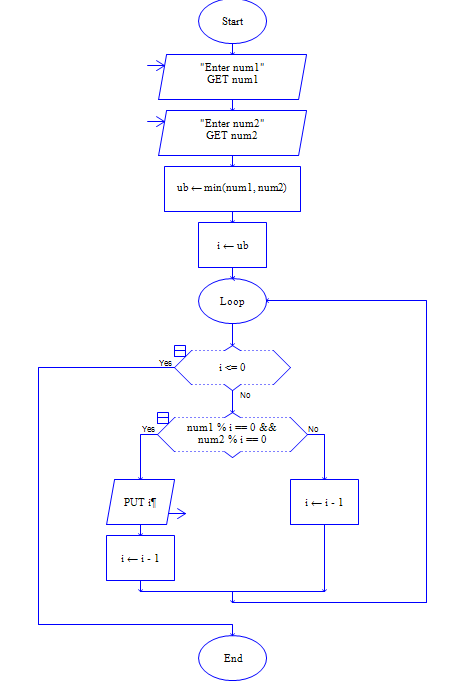 Start
"Enter num1"
GET num1
"Enter num2"
GET num2
ub ← min(num1, num2)
i ← ub
Loop
i <= 0
Yes
No
num1 % i == 0 &&
num2 % i == 0
Yes
No
PUT i¶
i ← i - 1
i ← i - 1
End